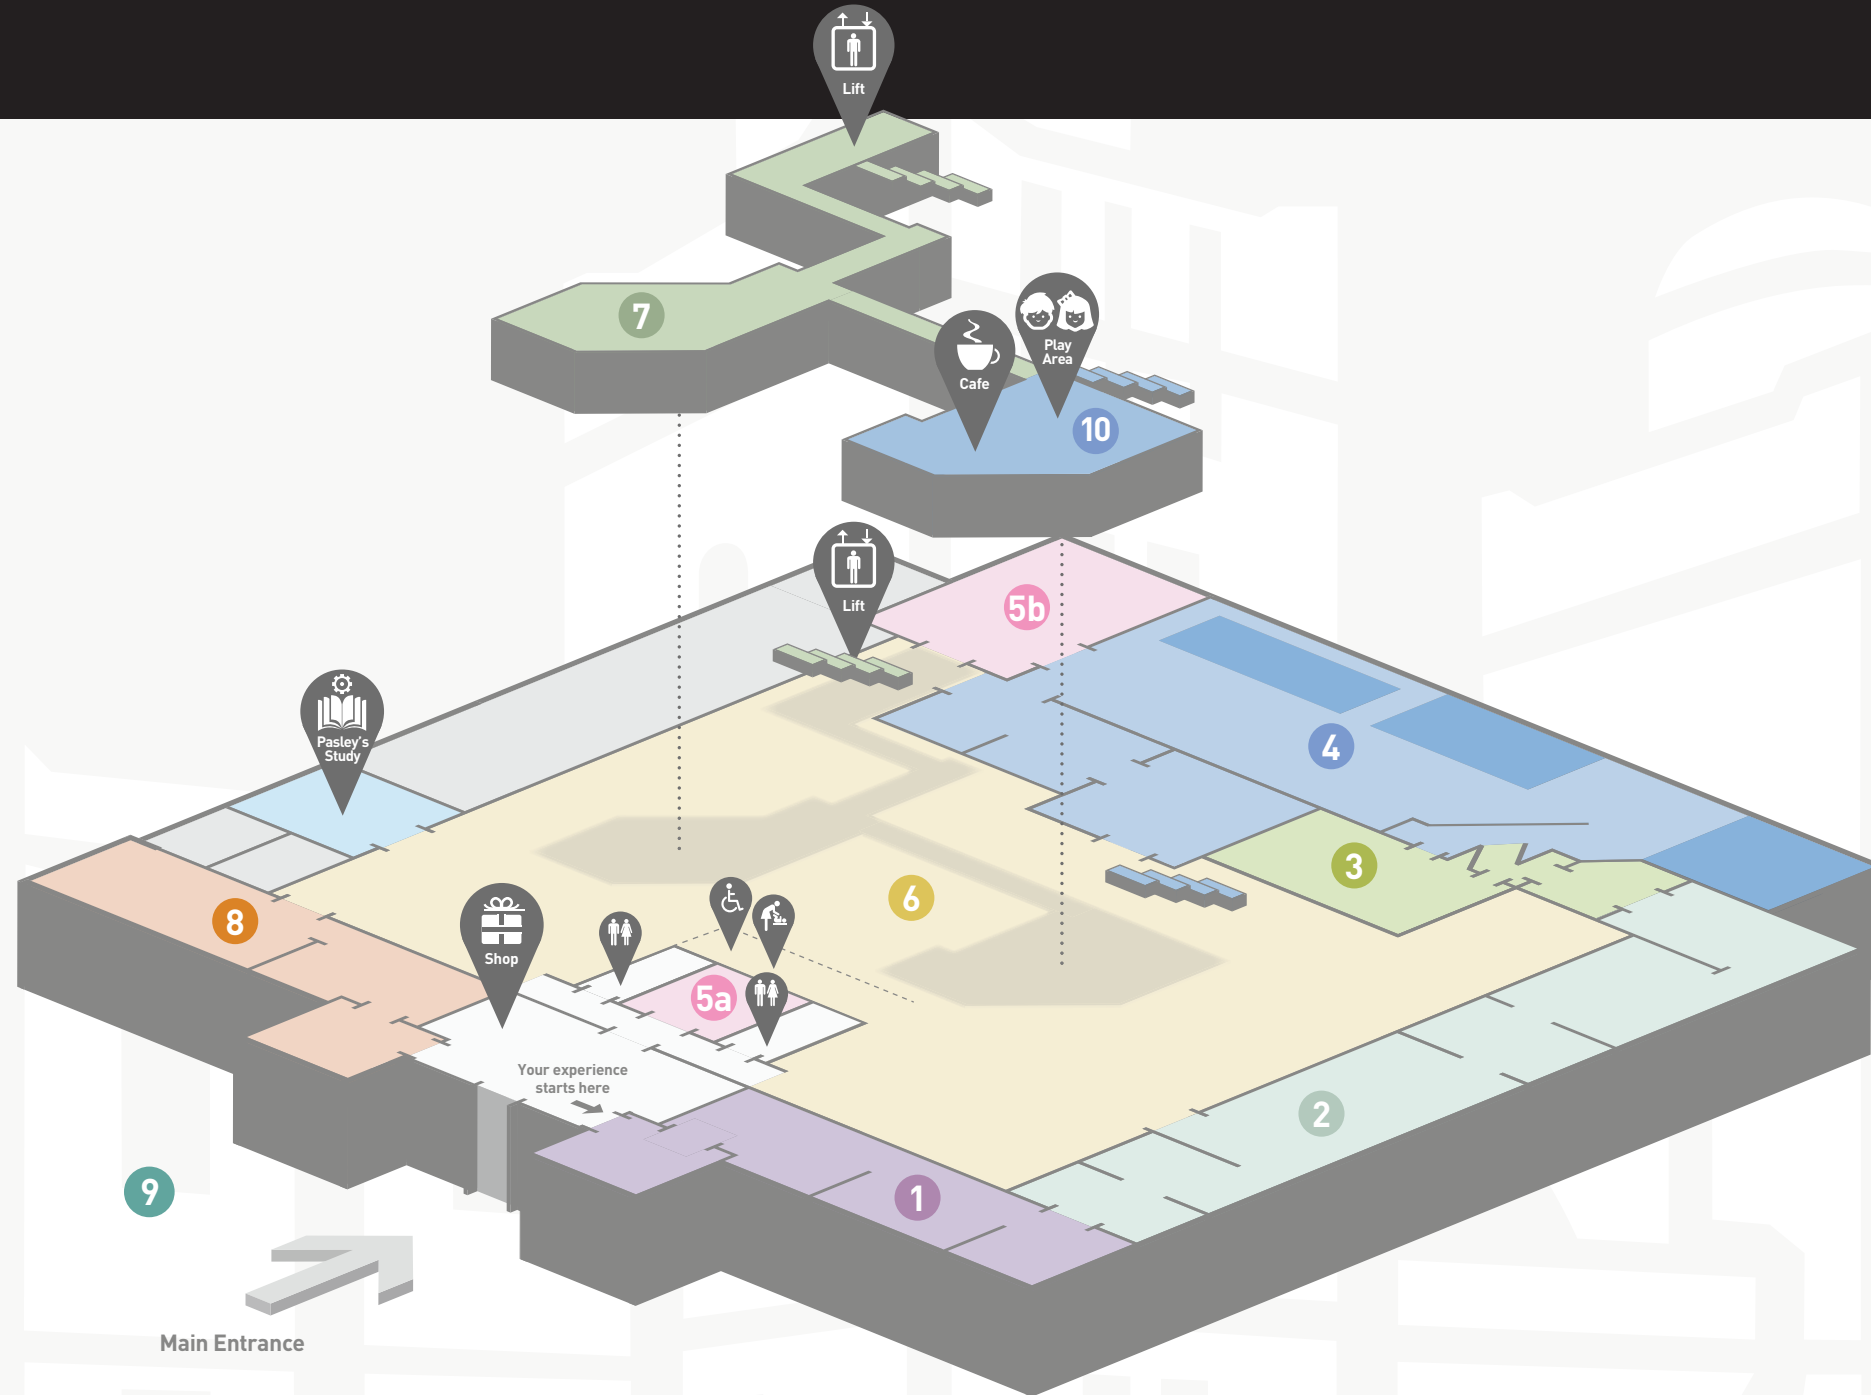 Lift
7
Play
Area
Cafe
10
Lift
5b
Pasley's
Study
4
3
6
8
Shop
5a
Your experience
starts here
2
1
9
Main Entrance